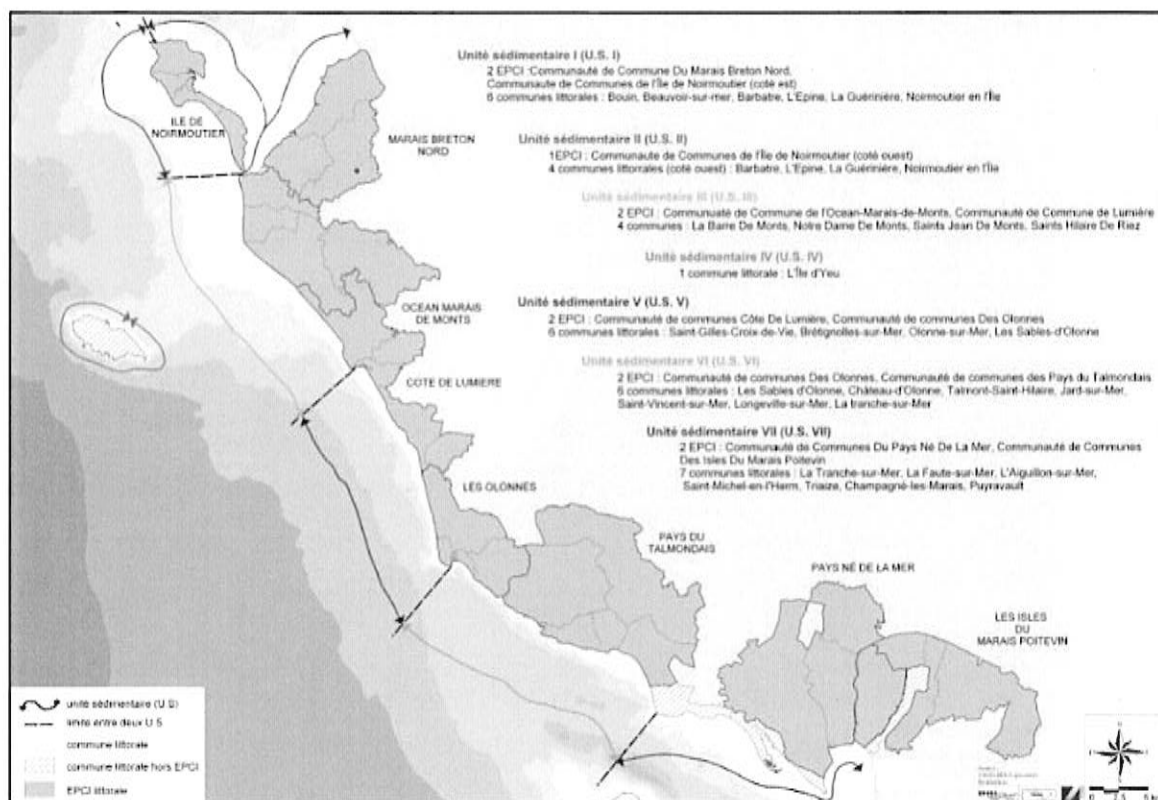 Unité sédimentaire I (U.S. I)
2 EPCI :Communauté de Commune Du Marais Breton Nord,
Communaute de Communes de l'Île de Noirmoutier (coté est)
6 communes littorales : Bouin, Beauvoir-sur-mer, Barbatre, L'Epine, La Guérinière, Noirmoutier en l'Île
ILE DE
NOIRMOUTIER
MARAIS BRETON
NORD
Unité sédimentaire II (U.S. II)
1EPCI : Communaute de Communes de l'Île de Noirmoutier (coté ouest)
4 communes littorrales (coté ouest) : Barbatre, L'Epine, La Guérinière, Noirmoutier en l'Île
Unité sédimentaire III (U.S. III)
2 EPCI : Communuaté de Commune de l'Ocean-Marais-de-Monts, Communauté de Commune de Lumière
4 communes : La Barre De Monts, Notre Dame De Monts, Saints Jean De Monts, Saints Hilaire De Riez
Unité sédimentaire IV (U.S. IV)
1 commune littorale : L'Île d'Yeu
OCEAN MARAIS
DE MONTS
Unité sédimentaire V (U.S. V)
2 EPCI : Communauté de communes Côte De Lumière, Communauté de communes Des Olonnes
6 communes littorales : Saint-Gilles-Croix-de-Vie, Brétignolles-sur-Mer, Olonne-sur-Mer, Les Sables-d'Olonne
COTE DE LUMIERE
Unité sédimentaire VI (U.S. VI)
2 EPCI : Communauté de communes Des Olonnes, Communauté de communes des Pays du Talmondais
6 communes littorales : Les Sables d'Olonne, Château-d'Olonne, Talmont-Saint-Hilaire, Jard-sur-Mer,
Saint-Vincent-sur-Mer, Longeville-sur-Mer, La tranche-sur-Mer
Unité sédimentaire VII (U.S. VII)
2 EPCI : Communauté de Communes Du Pays Né De La Mer, Communauté de Communes
Des Isles Du Marais Poitevin
7 communes littorales : La Tranche-sur-Mer, La Faute-sur-Mer, L'Aiguillon-sur-Mer,
Saint-Michel-en-l'Herm, Triaize, Champagné-les-Marais, Puyravault
LES OLONNES
PAYS DU
TALMONDAIS
PAYS NÉ DE LA MER
LES ISLES
DU
MARAIS POITEVIN
unité sédimentaire (U.S)
limite entre deux U.S
commune littorale
commune littorale hors EPCI
EPCI littorale
0 2,5 5